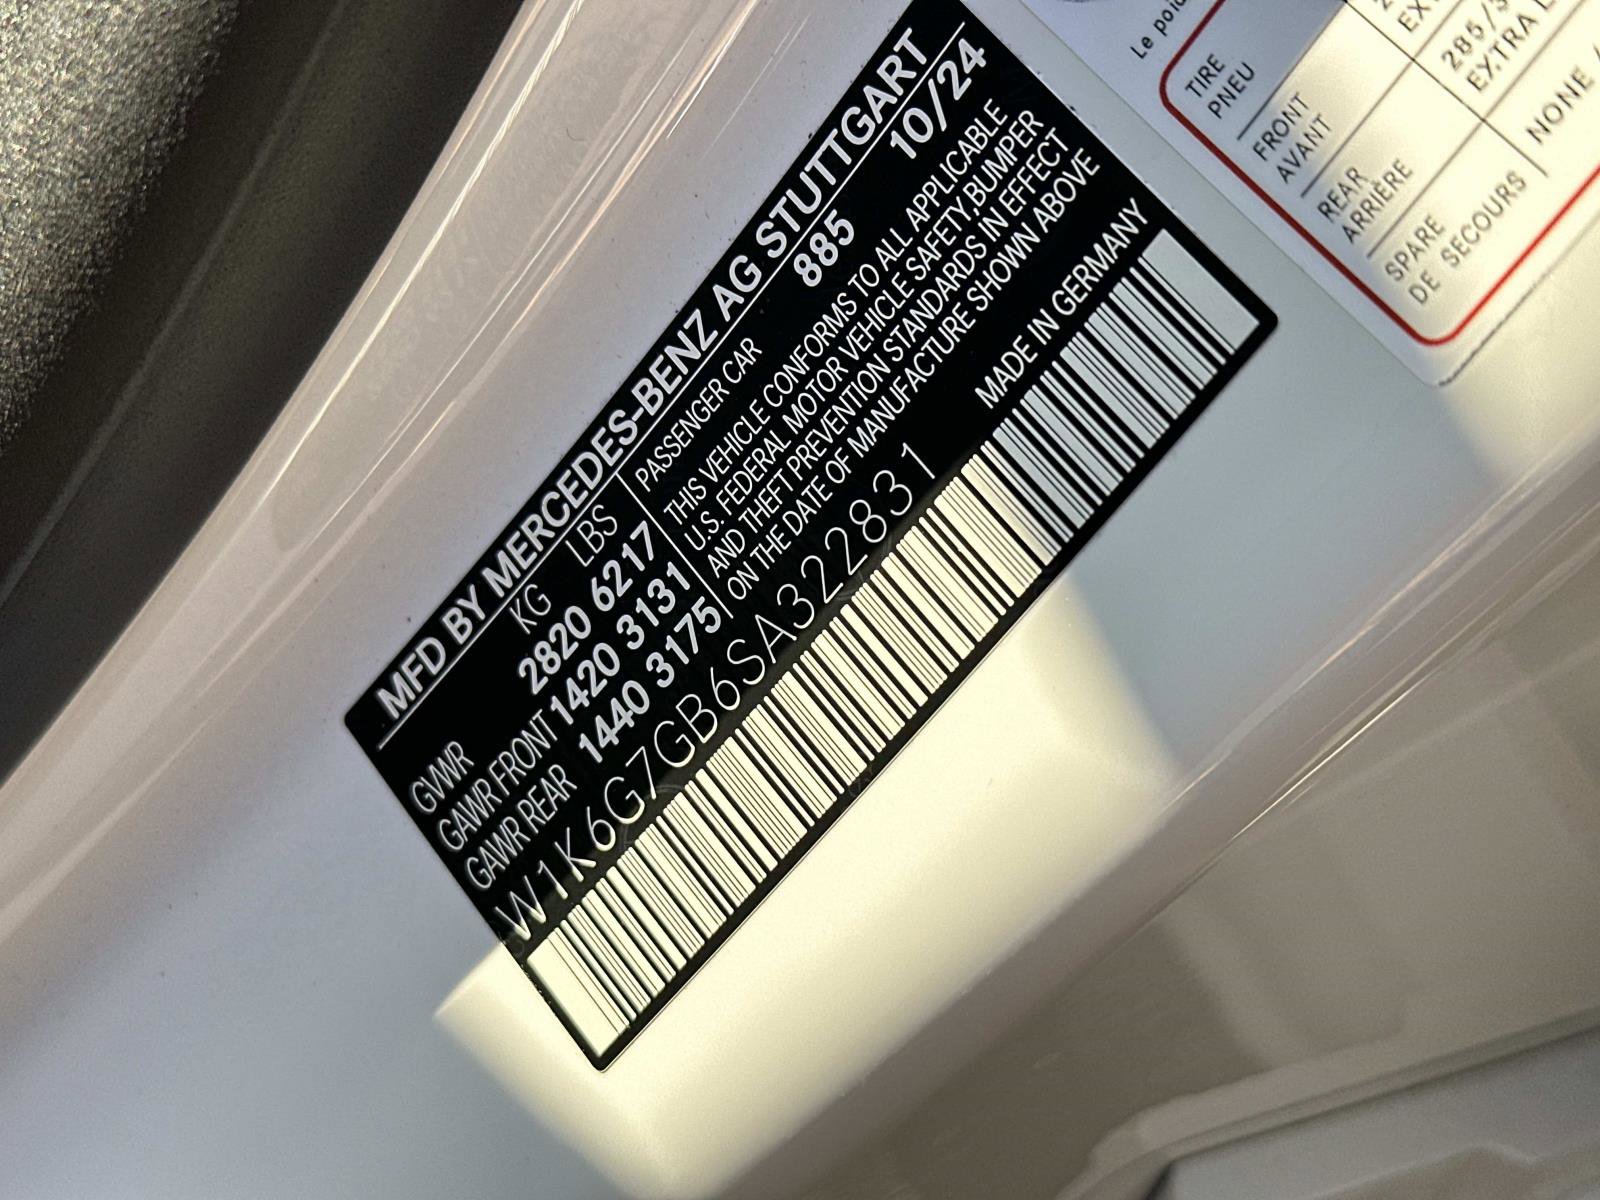 MFD BY MERCEDES-BENZ AG STUTTGART
KG LBS
GVWR 2820 6217
GAWR FRONT 1420 3131
GAWR REAR 1440 3175
PASSENGER CAR 885 10/24
THIS VEHICLE CONFORMS TO ALL APPLICABLE
U.S. FEDERAL MOTOR VEHICLE SAFETY,BUMPER
AND THEFT PREVENTION STANDARDS IN EFFECT
ON THE DATE OF MANUFACTURE SHOWN ABOVE
MADE IN GERMANY
W1K6G7GB6SA322831
Le
TIRE
PNEU
FRONT
AVANT
REAR
ARRIÈRE
285/
EXTRA
SPARE
DE SECOURS
NONE /